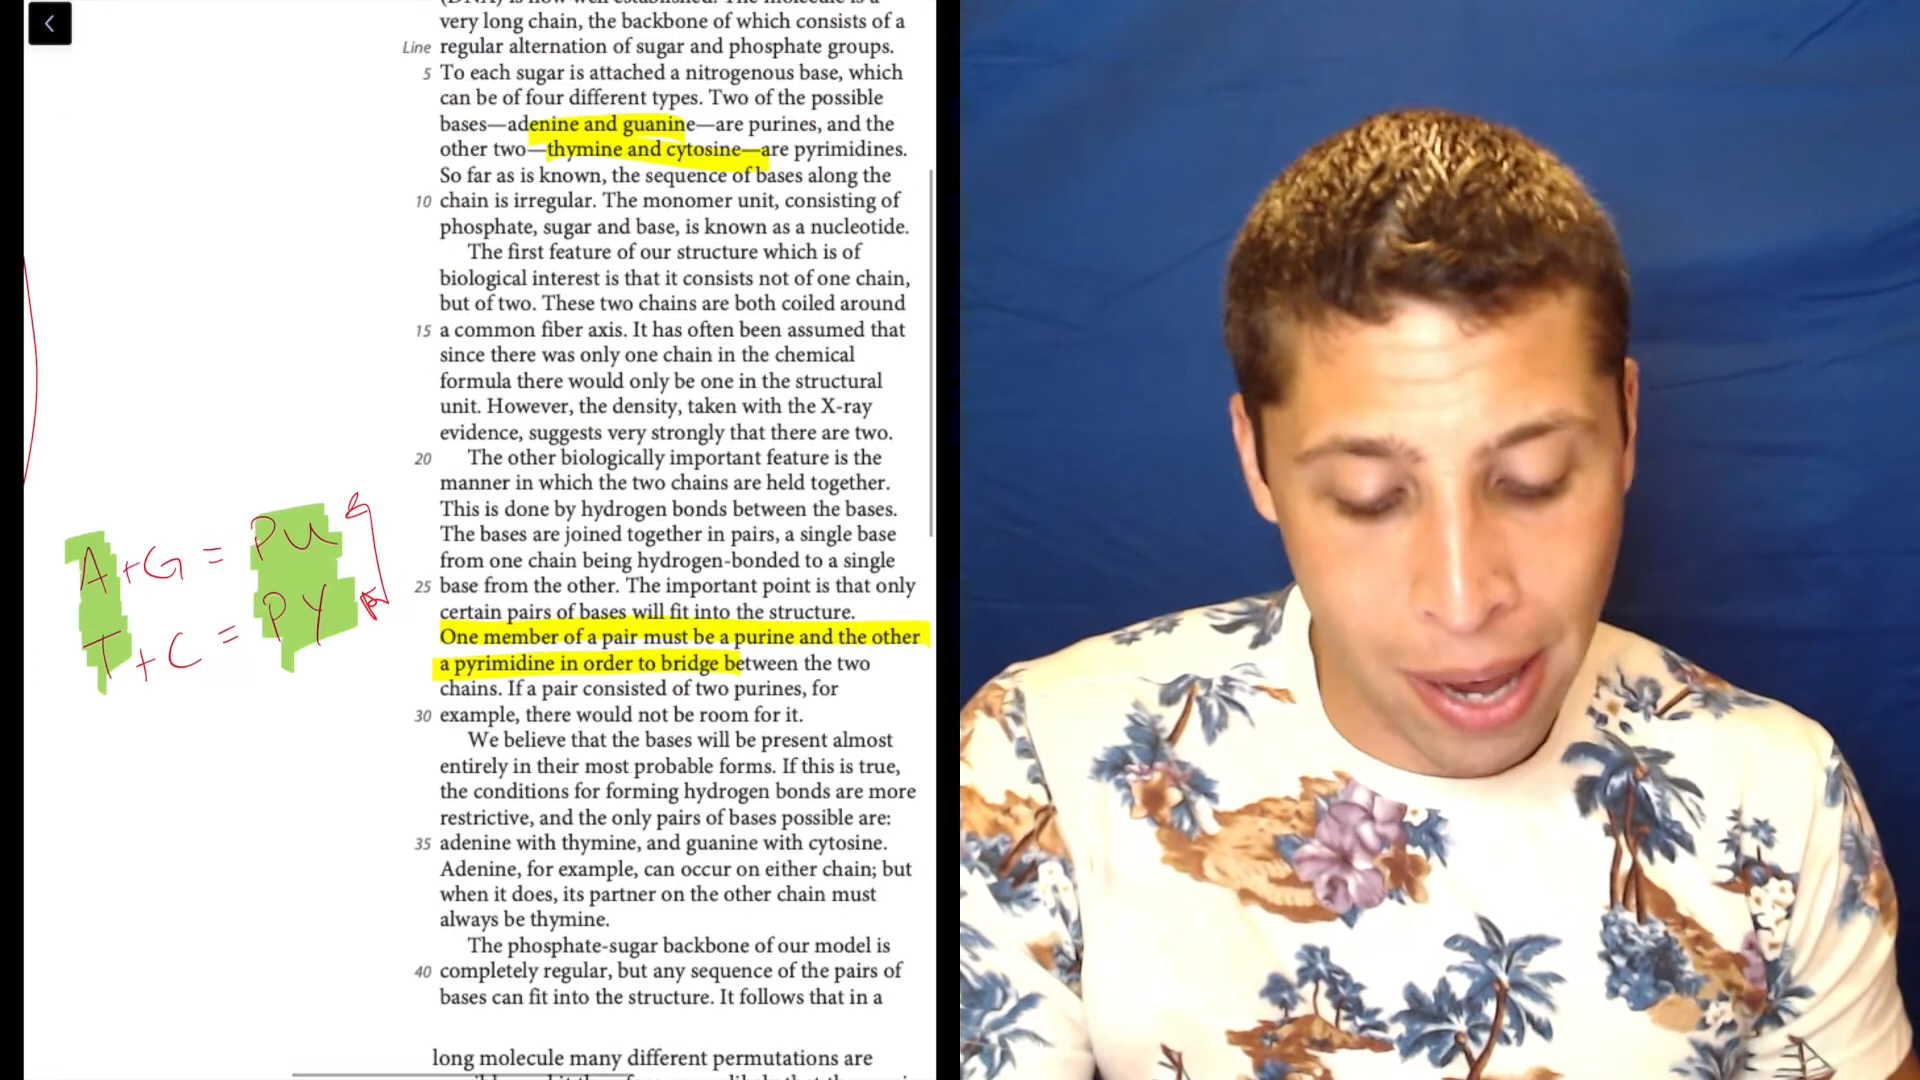 very long chain, the backbone of which consists of a
Line regular alternation of sugar and phosphate groups.
5 To each sugar is attached a nitrogenous base, which
can be of four different types. Two of the possible
bases—adenine and guanine—are purines, and the
other two—thymine and cytosine—are pyrimidines.
So far as is known, the sequence of bases along the
10 chain is irregular. The monomer unit, consisting of
phosphate, sugar and base, is known as a nucleotide.
The first feature of our structure which is of
biological interest is that it consists not of one chain,
but of two. These two chains are both coiled around
15 a common fiber axis. It has often been assumed that
since there was only one chain in the chemical
formula there would only be one in the structural
unit. However, the density, taken with the X-ray
evidence, suggests very strongly that there are two.
20 The other biologically important feature is the
manner in which the two chains are held together.
This is done by hydrogen bonds between the bases.
The bases are joined together in pairs, a single base
from one chain being hydrogen-bonded to a single
25 base from the other. The important point is that only
certain pairs of bases will fit into the structure.
One member of a pair must be a purine and the other
a pyrimidine in order to bridge between the two
chains. If a pair consisted of two purines, for
30 example, there would not be room for it.
We believe that the bases will be present almost
entirely in their most probable forms. If this is true,
the conditions for forming hydrogen bonds are more
restrictive, and the only pairs of bases possible are:
35 adenine with thymine, and guanine with cytosine.
Adenine, for example, can occur on either chain; but
when it does, its partner on the other chain must
always be thymine.
The phosphate-sugar backbone of our model is
40 completely regular, but any sequence of the pairs of
bases can fit into the structure. It follows that in a
long molecule many different permutations are
A+G = PU
T+C = PY